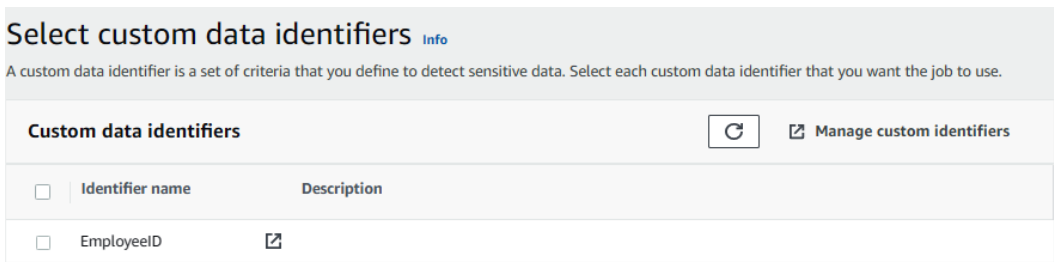 Select custom data identifiers Info
A custom data identifier is a set of criteria that you define to detect sensitive data. Select each custom data identifier that you want the job to use.
Custom data identifiers Manage custom identifiers
Identifier name Description
EmployeeID